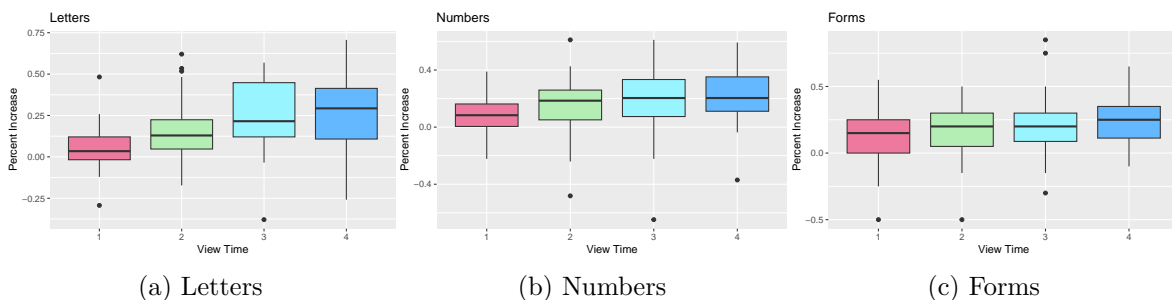 Letters
0.75
0.50
0.25
0.00
−0.25
Percent Increase
1 2 3 4
View Time
(a) Letters
Numbers
0.4
0.0
−0.4
Percent Increase
1 2 3 4
View Time
(b) Numbers
Forms
0.5
0.0
−0.5
Percent Increase
1 2 3 4
View Time
(c) Forms